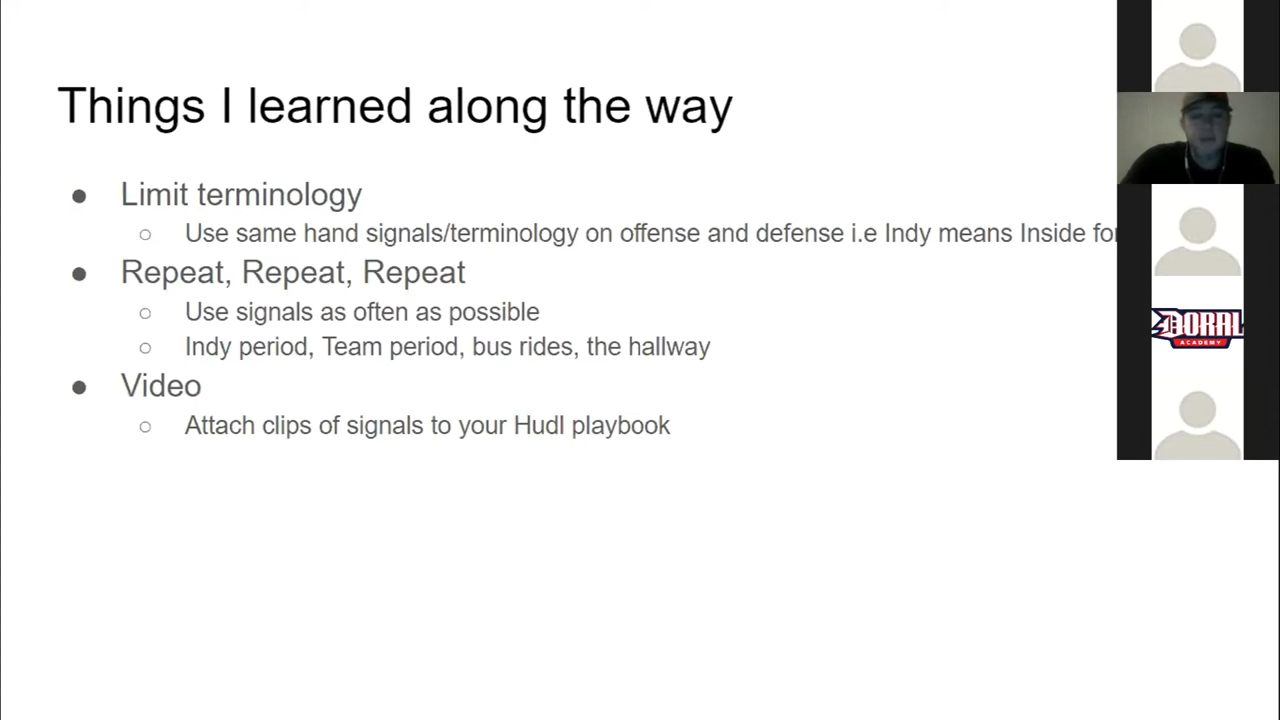 Things I learned along the way
● Limit terminology
○ Use same hand signals/terminology on offense and defense i.e Indy means Inside for
● Repeat, Repeat, Repeat
○ Use signals as often as possible
○ Indy period, Team period, bus rides, the hallway
● Video
○ Attach clips of signals to your Hudl playbook
DORAL
ACADEMY